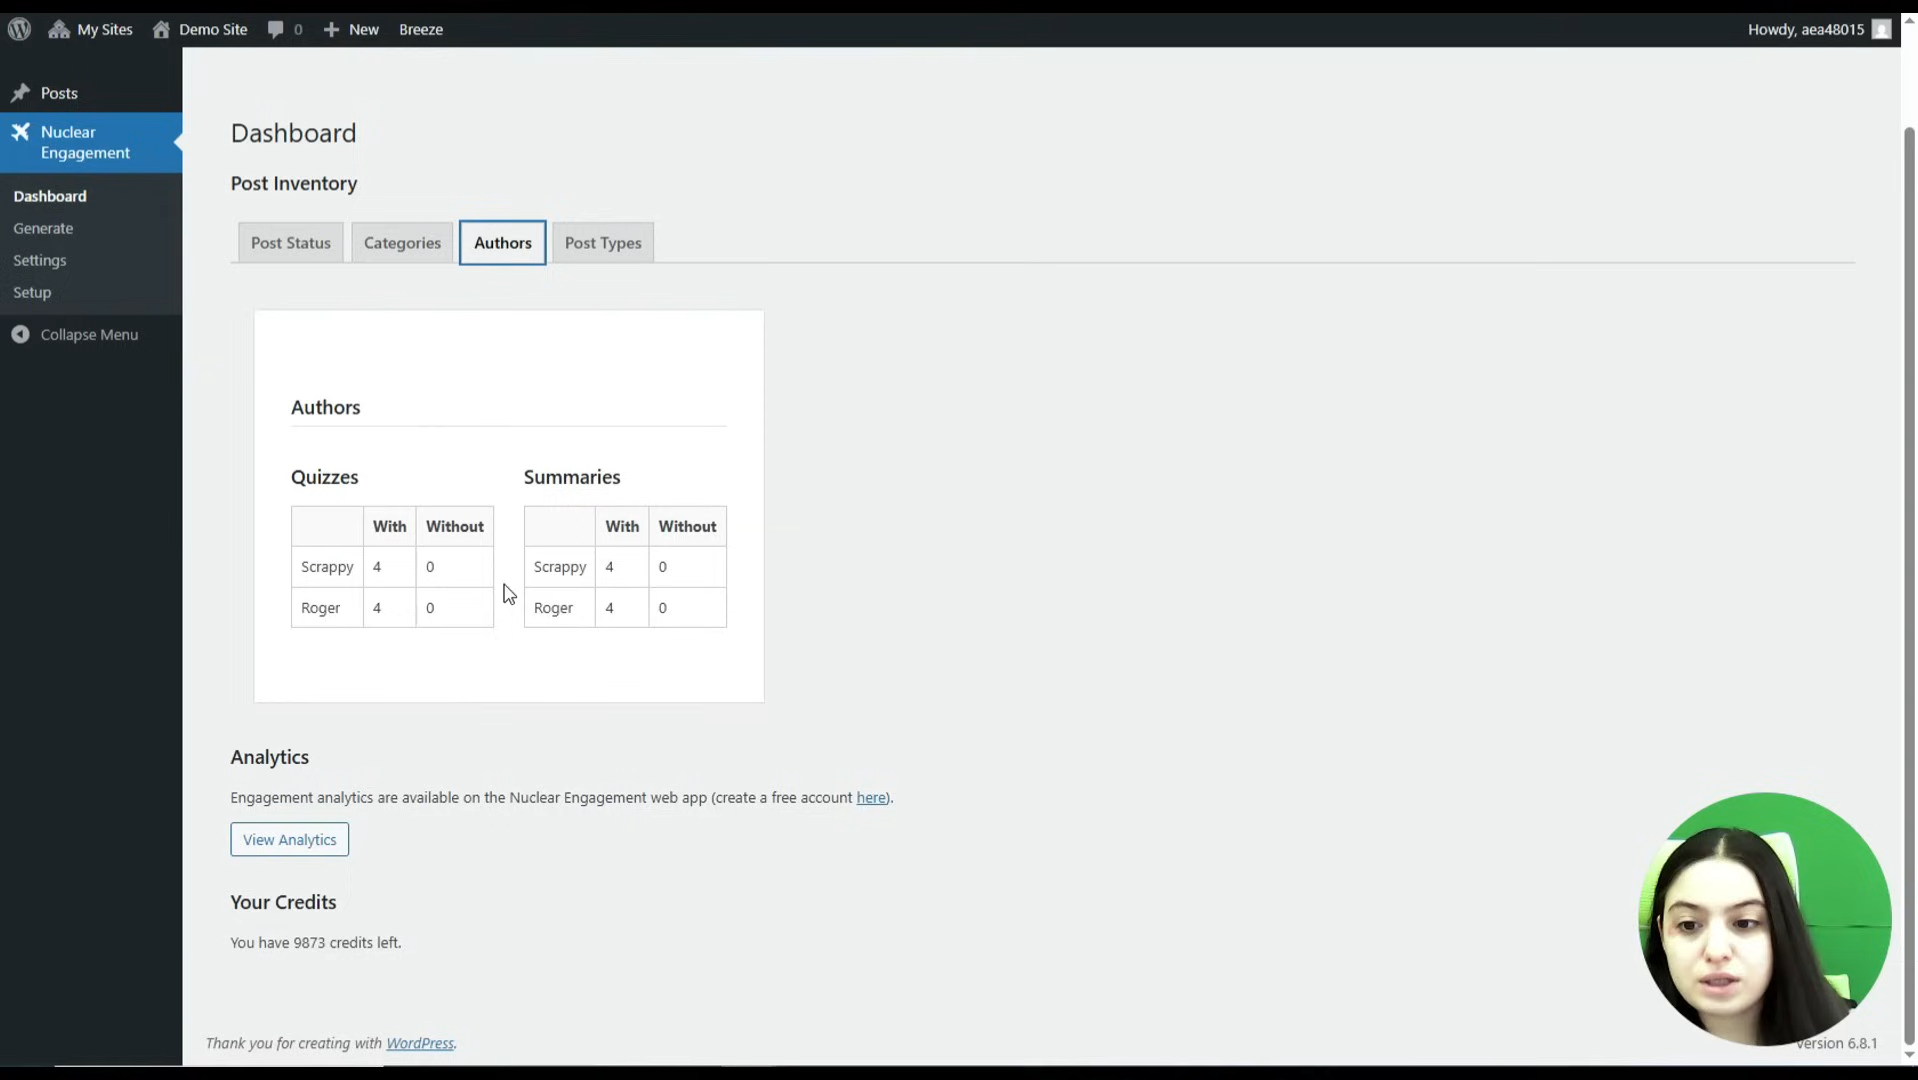 My Sites Demo Site 0 New Breeze Howdy, aea48015
Posts
Nuclear
Engagement
Dashboard
Generate
Settings
Setup
Collapse Menu
Dashboard
Post Inventory
Post Status Categories Authors Post Types
Authors
Quizzes Summaries
With Without With Without
Scrappy 4 0 Scrappy 4 0
Roger 4 0 Roger 4 0
Analytics
Engagement analytics are available on the Nuclear Engagement web app (create a free account here).
View Analytics
Your Credits
You have 9873 credits left.
Thank you for creating with WordPress. Version 6.8.1